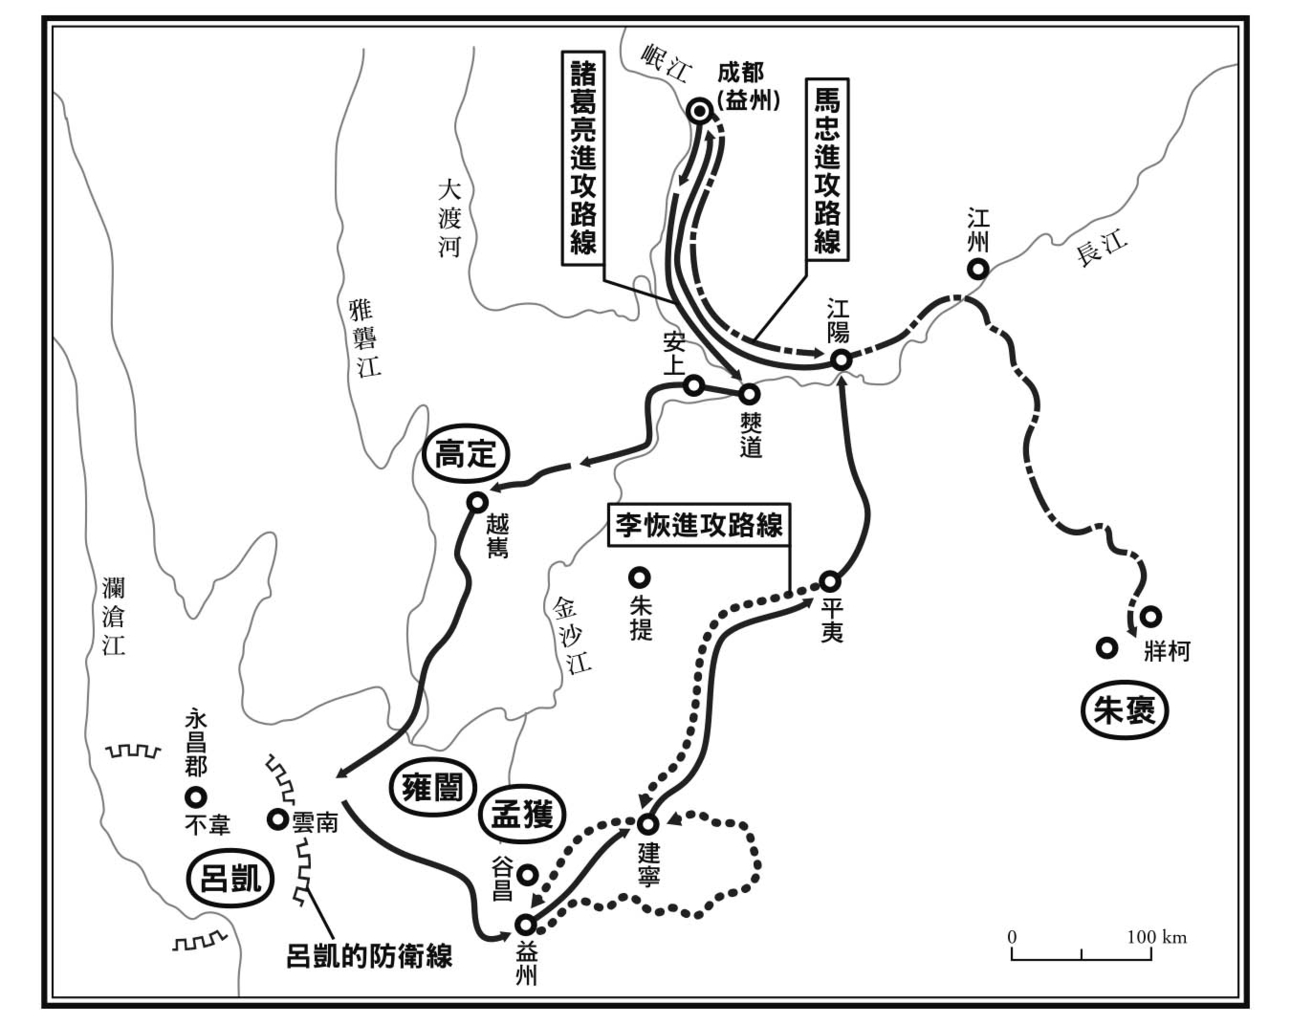 岷江
成都
(益州)
諸葛亮進攻路線
馬忠進攻路線
大渡河
江州
長江
雅礱江
江陽
安上
僰道
高定
越嶲
李恢進攻路線
朱提
金沙江
平夷
瀾滄江
牂柯
朱褒
永昌郡
不韋
雲南
雍闓
孟獲
谷昌
建寧
呂凱
呂凱的防衛線
益州
0
100 km